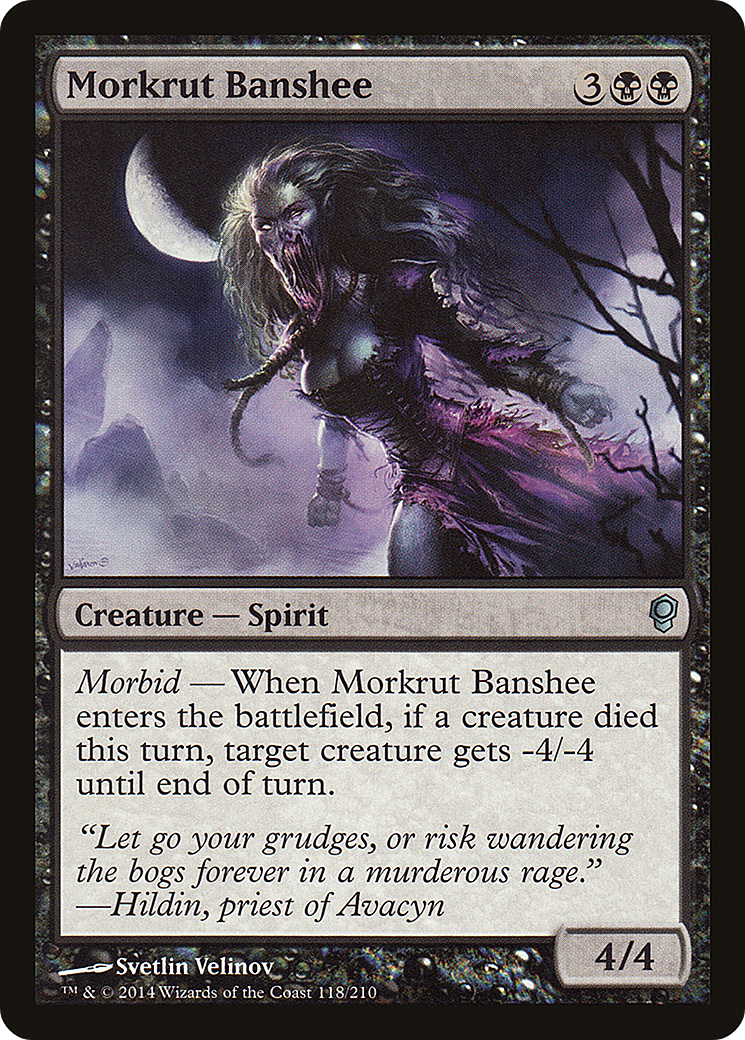 Morkrut Banshee 3
Creature — Spirit
Morbid — When Morkrut Banshee
enters the battlefield, if a creature died
this turn, target creature gets -4/-4
until end of turn.
“Let go your grudges, or risk wandering
the bogs forever in a murderous rage.”
—Hildin, priest of Avacyn
4/4
Svetlin Velinov
™ & © 2014 Wizards of the Coast 118/210